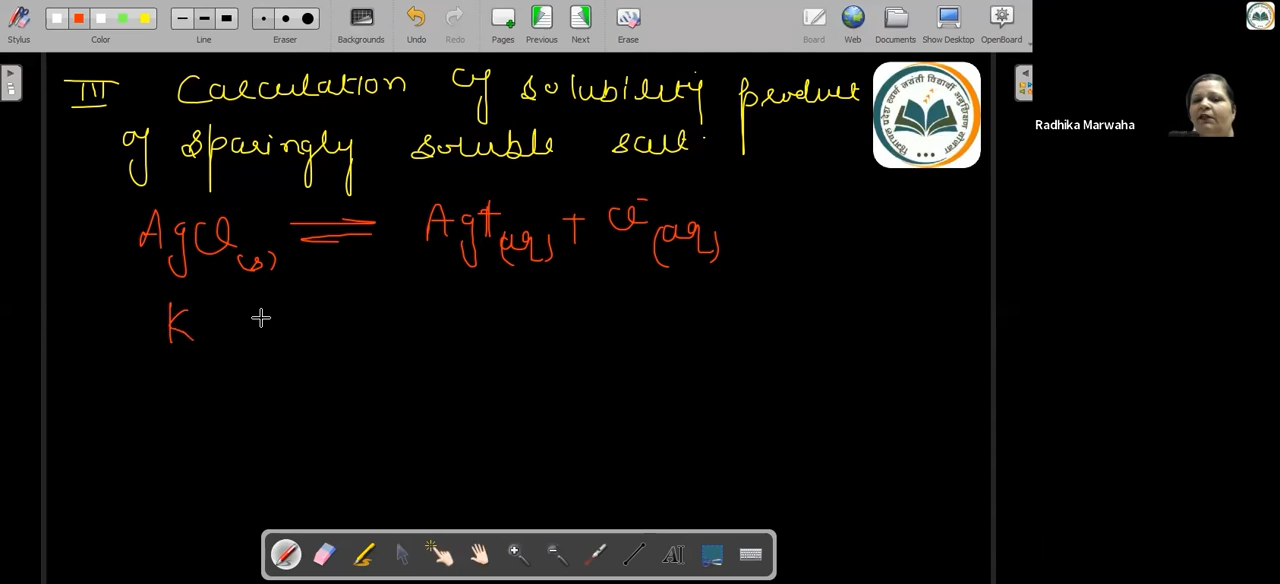 Stylus Color Line Eraser Backgrounds Undo Redo Pages Previous Next Erase Board Web Documents Show Desktop OpenBoard
III Calculation of solubility product
of sparingly soluble salt.
AgCl(s) ⇌ Ag+(aq) + Cl-(aq)
K
Radhika Marwaha
AI